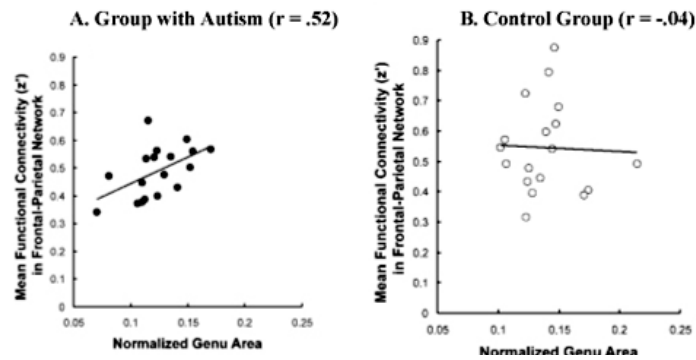 A. Group with Autism (r = .52)
B. Control Group (r = -.04)
Mean Functional Connectivity (z')
in Frontal-Parietal Network
0.9
0.8
0.7
0.6
0.5
0.4
0.3
0.2
0.1
0
0.05 0.1 0.15 0.2 0.25
Normalized Genu Area
Mean Functional Connectivity (z')
in Frontal-Parietal Network
0.9
0.8
0.7
0.6
0.5
0.4
0.3
0.2
0.1
0
0.05 0.1 0.15 0.2 0.25
Normalized Genu Area